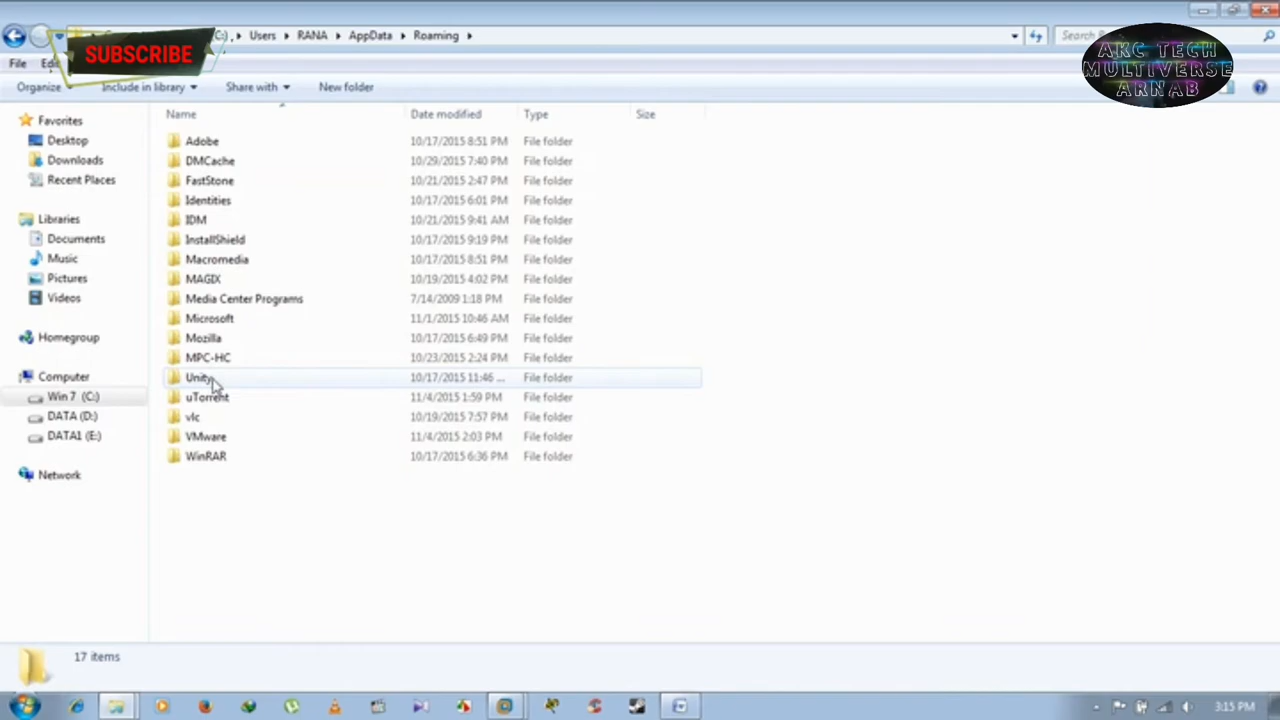 Users ▸ RANA ▸ AppData ▸ Roaming ▸
SUBSCRIBE
AKC TECH
MULTIVERSE
ARNAB
File
Organize
Include in library
Share with
New folder
Name Date modified Type Size
Favorites
Desktop
Downloads
Recent Places
Libraries
Documents
Music
Pictures
Videos
Homegroup
Computer
Win 7 (C:)
DATA (D:)
DATA1 (E:)
Network
Adobe 10/17/2015 8:51 PM File folder
DMCache 10/29/2015 7:40 PM File folder
FastStone 10/21/2015 2:47 PM File folder
Identities 10/17/2015 6:01 PM File folder
IDM 10/21/2015 9:41 AM File folder
InstallShield 10/17/2015 9:19 PM File folder
Macromedia 10/17/2015 8:51 PM File folder
MAGIX 10/19/2015 4:02 PM File folder
Media Center Programs 7/14/2009 1:18 PM File folder
Microsoft 11/1/2015 10:46 AM File folder
Mozilla 10/17/2015 6:49 PM File folder
MPC-HC 10/23/2015 2:24 PM File folder
Unity 10/17/2015 11:46 ... File folder
uTorrent 11/4/2015 1:59 PM File folder
vlc 10/19/2015 7:57 PM File folder
VMware 11/4/2015 2:03 PM File folder
WinRAR 10/17/2015 6:36 PM File folder
17 items
3:15 PM